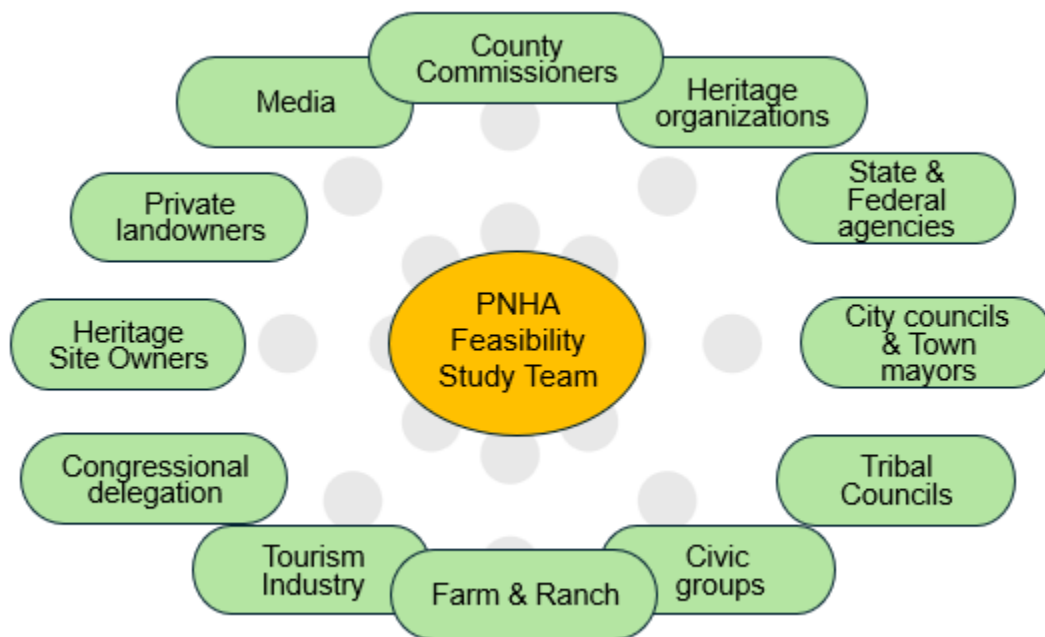 County
Commissioners
Media
Heritage
organizations
Private
landowners
State &
Federal
agencies
PNHA
Feasibility
Study Team
Heritage
Site Owners
City councils
& Town
mayors
Congressional
delegation
Tribal
Councils
Tourism
Industry
Farm & Ranch
Civic
groups